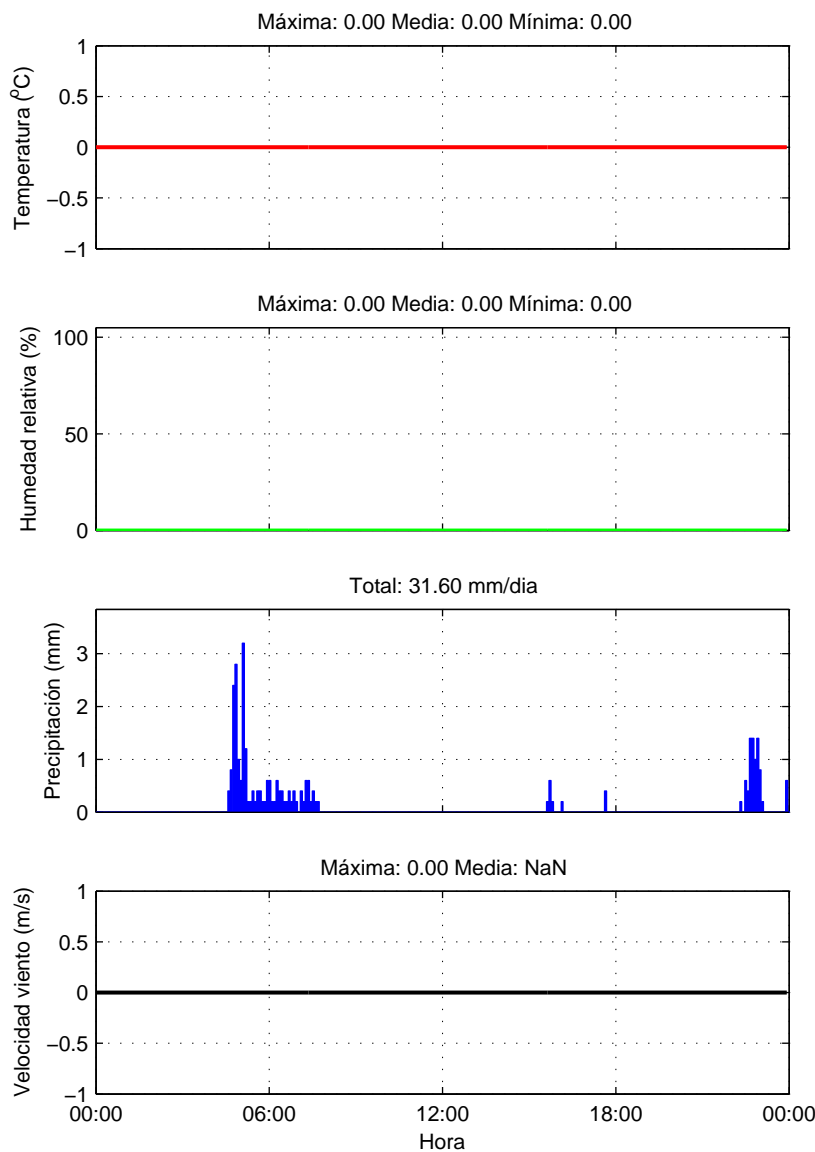 Máxima: 0.00 Media: 0.00 Mínima: 0.00
1
0.5
0
−0.5
−1
Temperatura (ºC)
Máxima: 0.00 Media: 0.00 Mínima: 0.00
100
50
0
Humedad relativa (%)
Total: 31.60 mm/dia
3
2
1
0
Precipitación (mm)
Máxima: 0.00 Media: NaN
1
0.5
0
−0.5
−1
Velocidad viento (m/s)
00:00 06:00 12:00 18:00 00:00
Hora